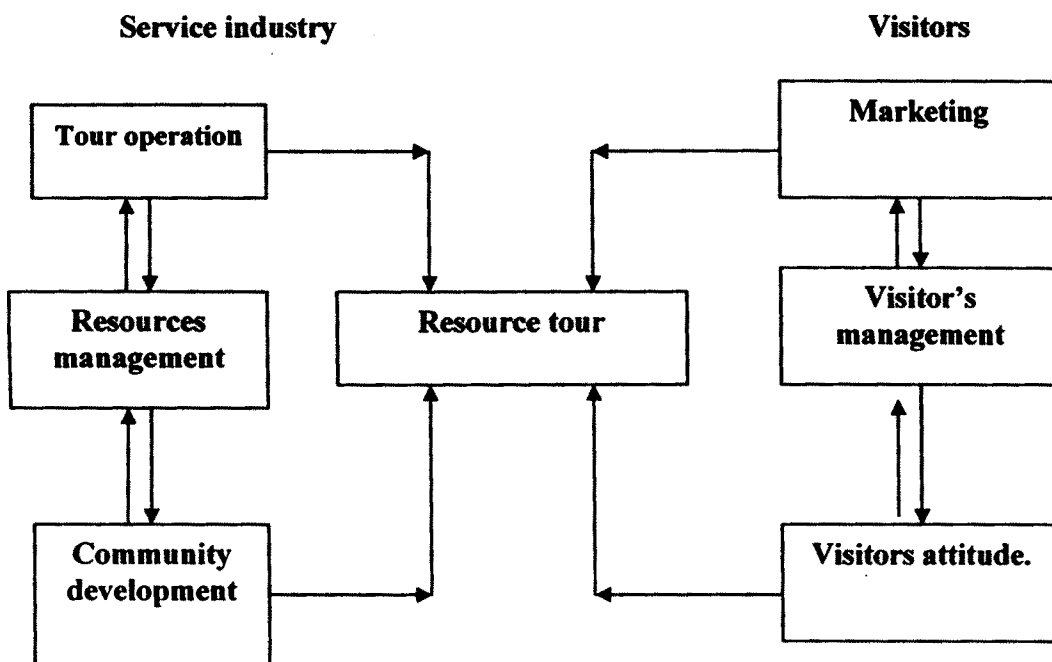 Service industry
Visitors
Tour operation
Marketing
Resources
management
Resource tour
Visitor's
management
Community
development
Visitors attitude.